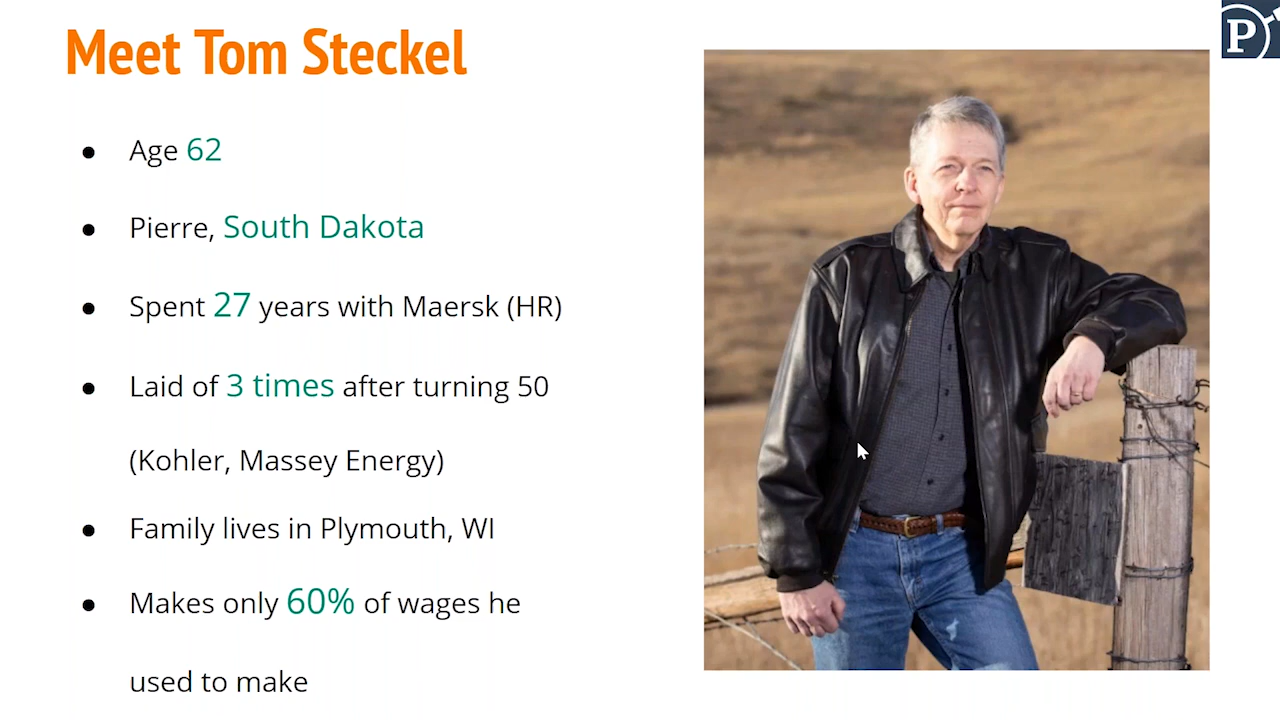 Meet Tom Steckel
P
● Age 62
● Pierre, South Dakota
● Spent 27 years with Maersk (HR)
● Laid of 3 times after turning 50
(Kohler, Massey Energy)
● Family lives in Plymouth, WI
● Makes only 60% of wages he
used to make